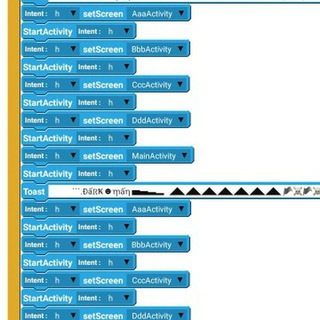 Intent : h ▼ setScreen AaaActivity ▼
StartActivity Intent : h ▼
Intent : h ▼ setScreen BbbActivity ▼
StartActivity Intent : h ▼
Intent : h ▼ setScreen CccActivity ▼
StartActivity Intent : h ▼
Intent : h ▼ setScreen DddActivity ▼
StartActivity Intent : h ▼
Intent : h ▼ setScreen MainActivity ▼
StartActivity Intent : h ▼
Toast
Intent : h ▼ setScreen AaaActivity ▼
StartActivity Intent : h ▼
Intent : h ▼ setScreen BbbActivity ▼
StartActivity Intent : h ▼
Intent : h ▼ setScreen CccActivity ▼
StartActivity Intent : h ▼
Intent : h ▼ setScreen DddActivity ▼